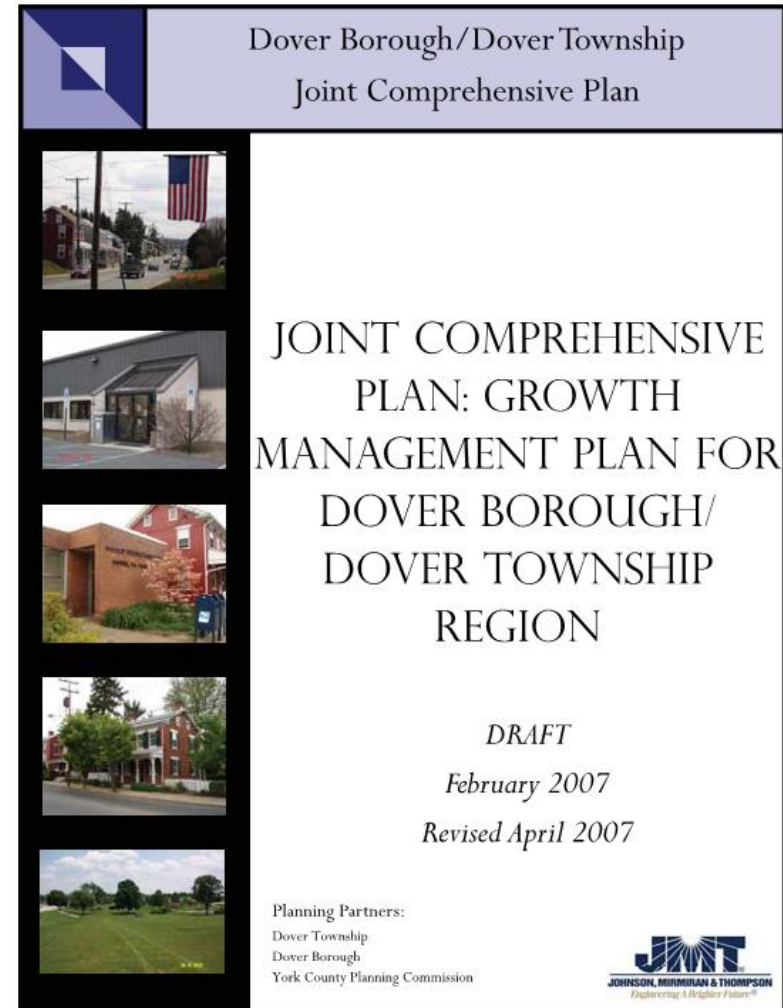 Dover Borough/Dover Township
Joint Comprehensive Plan
JOINT COMPREHENSIVE
PLAN: GROWTH
MANAGEMENT PLAN FOR
DOVER BOROUGH/
DOVER TOWNSHIP
REGION
DRAFT
February 2007
Revised April 2007
Planning Partners:
Dover Township
Dover Borough
York County Planning Commission
JMT
JOHNSON, MIRMIRAN & THOMPSON
Engineering A Brighter Future®